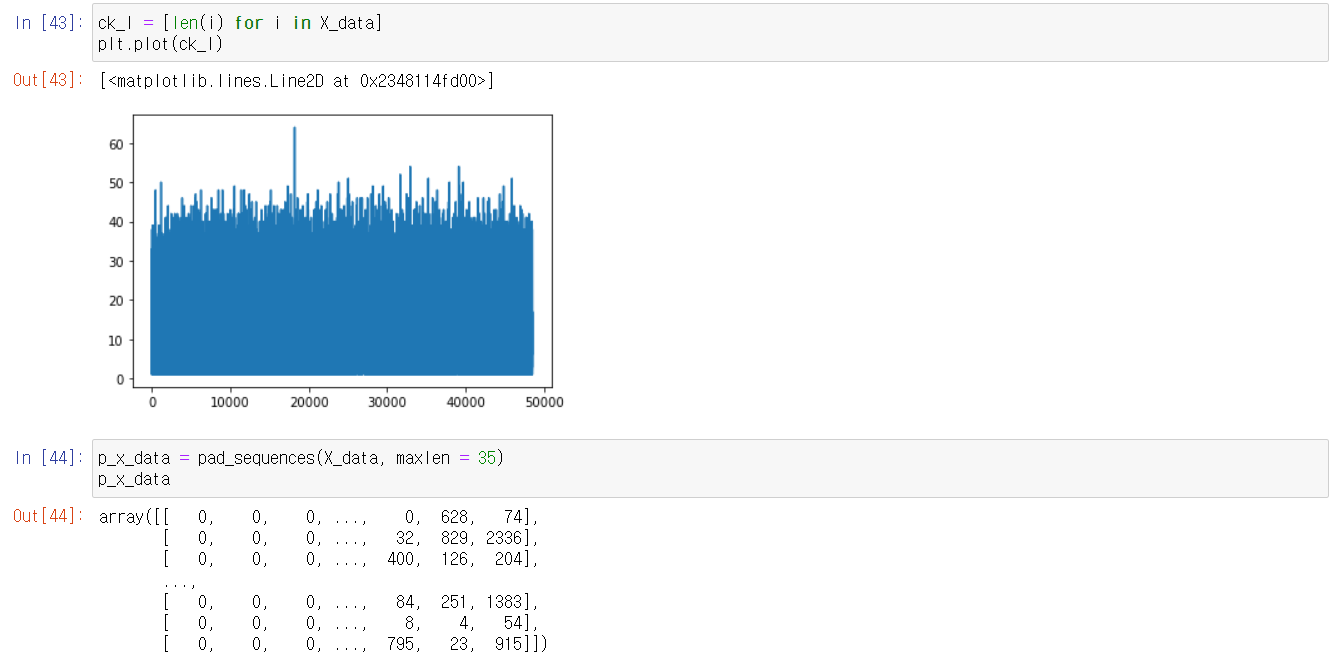 In [43]: ck_l = [len(i) for i in X_data]
plt.plot(ck_l)
Out[43]: [<matplotlib.lines.Line2D at 0x2348114fd00>]
60
50
40
30
20
10
0
0 10000 20000 30000 40000 50000
In [44]: p_x_data = pad_sequences(X_data, maxlen = 35)
p_x_data
Out[44]: array([[ 0, 0, 0, ..., 0, 628, 74],
[ 0, 0, 0, ..., 32, 829, 2336],
[ 0, 0, 0, ..., 400, 126, 204],
...,
[ 0, 0, 0, ..., 84, 251, 1383],
[ 0, 0, 0, ..., 8, 4, 54],
[ 0, 0, 0, ..., 795, 23, 915]])